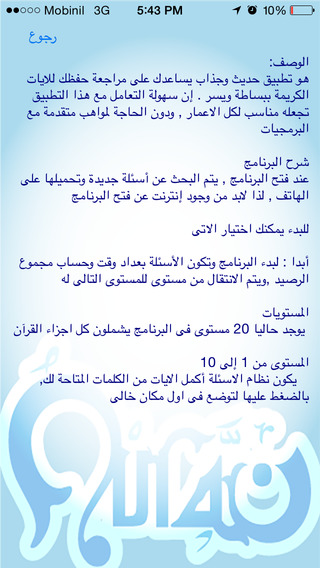 Mobinil 3G 5:43 PM 10%
رجوع
الوصف:
هو تطبيق حديث وجذاب يساعدك على مراجعة حفظك للايات
الكريمة ببساطة ويسر . إن سهولة التعامل مع هذا التطبيق
تجعله مناسب لكل الاعمار , ودون الحاجة لمواهب متقدمة مع
البرمجيات
شرح البرنامج
عند فتح البرنامج , يتم البحث عن أسئلة جديدة وتحميلها على
الهاتف , لذا لابد من وجود إنترنت عن فتح البرنامج
للبدء يمكنك اختيار الاتى
أبدا : لبدء البرنامج وتكون الأسئلة بعداد وقت وحساب مجموع
الرصيد ,ويتم الانتقال من مستوى للمستوى التالى له
المستويات
يوجد حاليا 20 مستوى فى البرنامج يشملون كل اجزاء القرآن
المستوى من 1 إلى 10
يكون نظام الاسئلة أكمل الايات من الكلمات المتاحة لك,
بالضغط عليها لتوضع فى اول مكان خالى